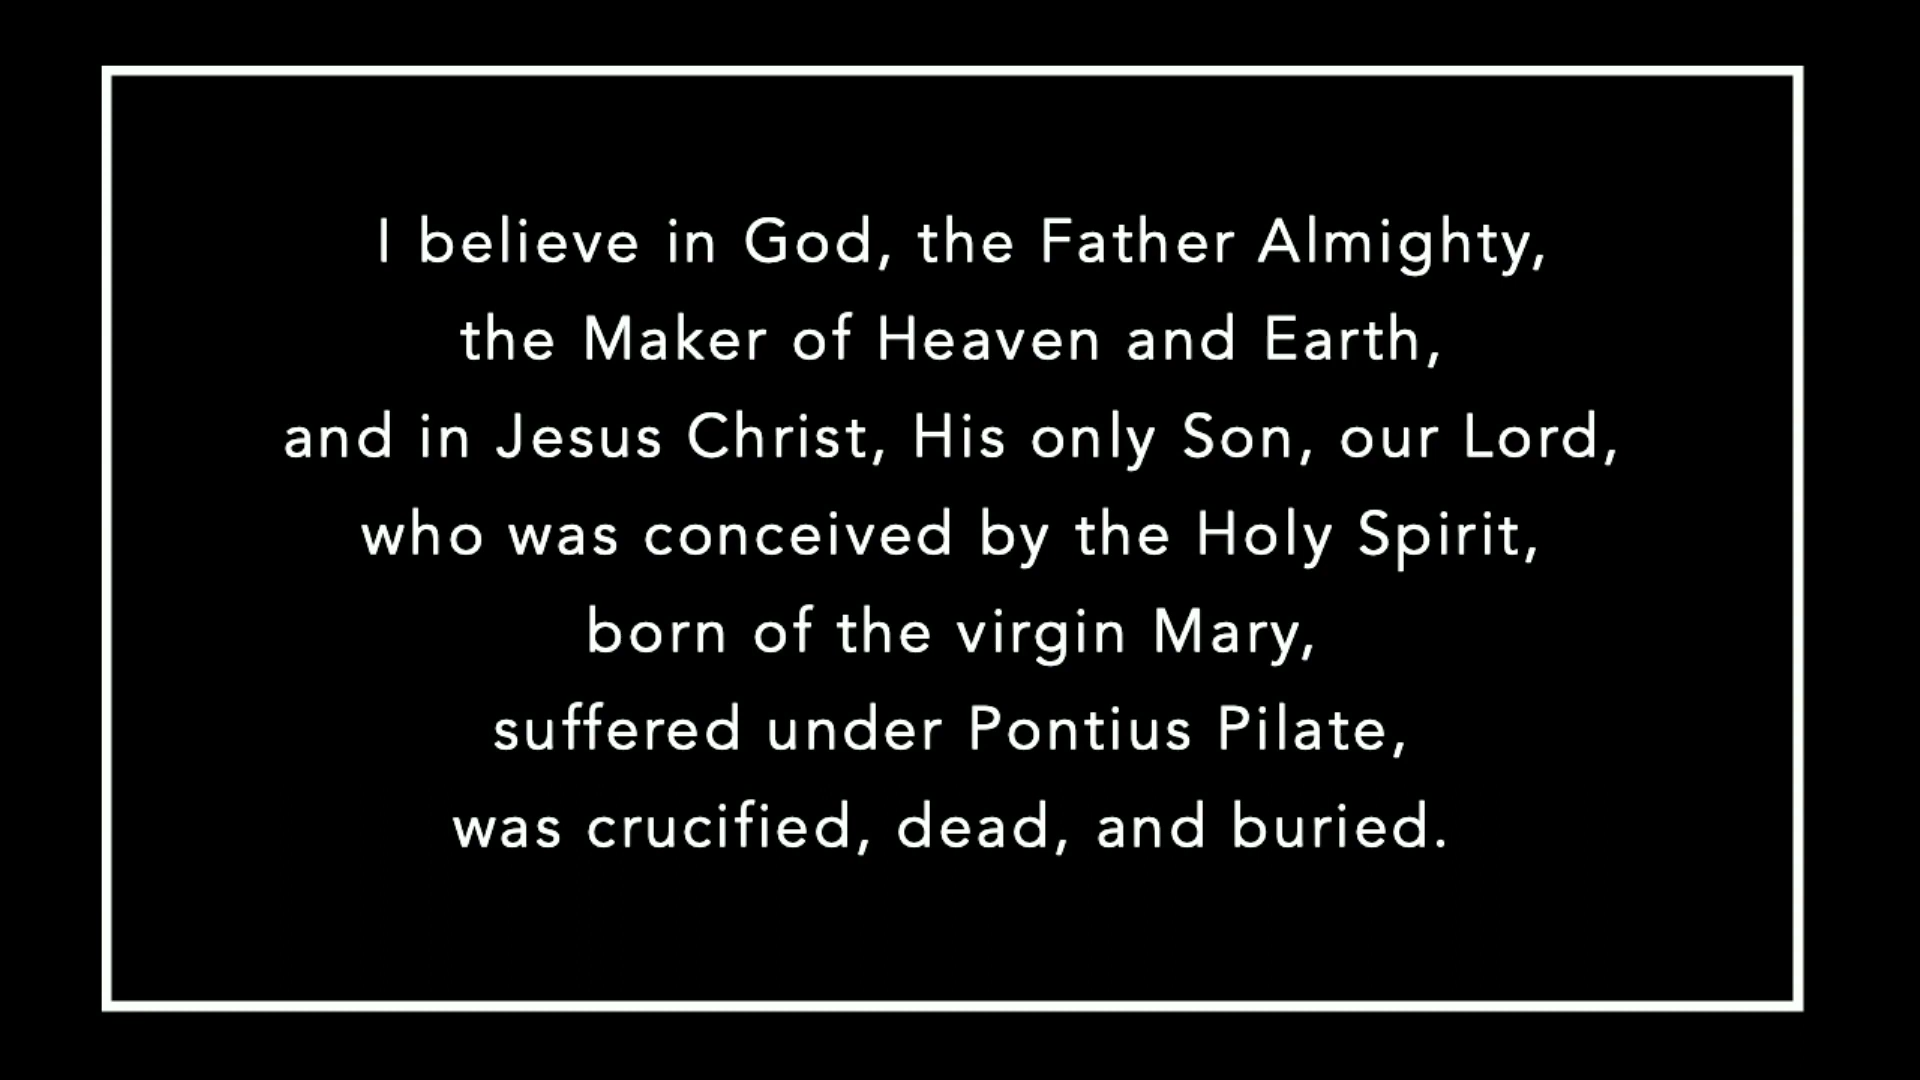 I believe in God, the Father Almighty,
the Maker of Heaven and Earth,
and in Jesus Christ, His only Son, our Lord,
who was conceived by the Holy Spirit,
born of the virgin Mary,
suffered under Pontius Pilate,
was crucified, dead, and buried.